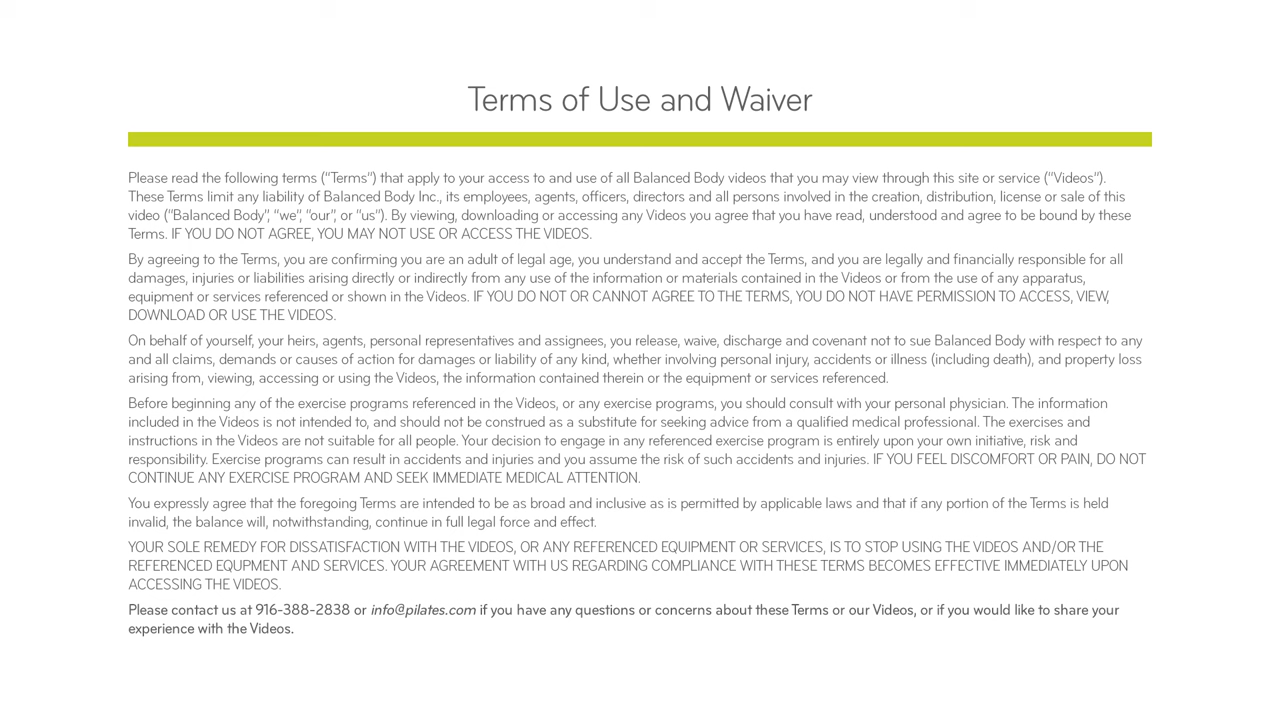 Terms of Use and Waiver
Please read the following terms (“Terms”) that apply to your access to and use of all Balanced Body videos that you may view through this site or service (“Videos”).
These Terms limit any liability of Balanced Body Inc., its employees, agents, officers, directors and all persons involved in the creation, distribution, license or sale of this
video (“Balanced Body”, “we”, “our”, or “us”). By viewing, downloading or accessing any Videos you agree that you have read, understood and agree to be bound by these
Terms. IF YOU DO NOT AGREE, YOU MAY NOT USE OR ACCESS THE VIDEOS.
By agreeing to the Terms, you are confirming you are an adult of legal age, you understand and accept the Terms, and you are legally and financially responsible for all
damages, injuries or liabilities arising directly or indirectly from any use of the information or materials contained in the Videos or from the use of any apparatus,
equipment or services referenced or shown in the Videos. IF YOU DO NOT OR CANNOT AGREE TO THE TERMS, YOU DO NOT HAVE PERMISSION TO ACCESS, VIEW,
DOWNLOAD OR USE THE VIDEOS.
On behalf of yourself, your heirs, agents, personal representatives and assignees, you release, waive, discharge and covenant not to sue Balanced Body with respect to any
and all claims, demands or causes of action for damages or liability of any kind, whether involving personal injury, accidents or illness (including death), and property loss
arising from, viewing, accessing or using the Videos, the information contained therein or the equipment or services referenced.
Before beginning any of the exercise programs referenced in the Videos, or any exercise programs, you should consult with your personal physician. The information
included in the Videos is not intended to, and should not be construed as a substitute for seeking advice from a qualified medical professional. The exercises and
instructions in the Videos are not suitable for all people. Your decision to engage in any referenced exercise program is entirely upon your own initiative, risk and
responsibility. Exercise programs can result in accidents and injuries and you assume the risk of such accidents and injuries. IF YOU FEEL DISCOMFORT OR PAIN, DO NOT
CONTINUE ANY EXERCISE PROGRAM AND SEEK IMMEDIATE MEDICAL ATTENTION.
You expressly agree that the foregoing Terms are intended to be as broad and inclusive as is permitted by applicable laws and that if any portion of the Terms is held
invalid, the balance will, notwithstanding, continue in full legal force and effect.
YOUR SOLE REMEDY FOR DISSATISFACTION WITH THE VIDEOS, OR ANY REFERENCED EQUIPMENT OR SERVICES, IS TO STOP USING THE VIDEOS AND/OR THE
REFERENCED EQUPMENT AND SERVICES. YOUR AGREEMENT WITH US REGARDING COMPLIANCE WITH THESE TERMS BECOMES EFFECTIVE IMMEDIATELY UPON
ACCESSING THE VIDEOS.
Please contact us at 916-388-2838 or info@pilates.com if you have any questions or concerns about these Terms or our Videos, or if you would like to share your
experience with the Videos.